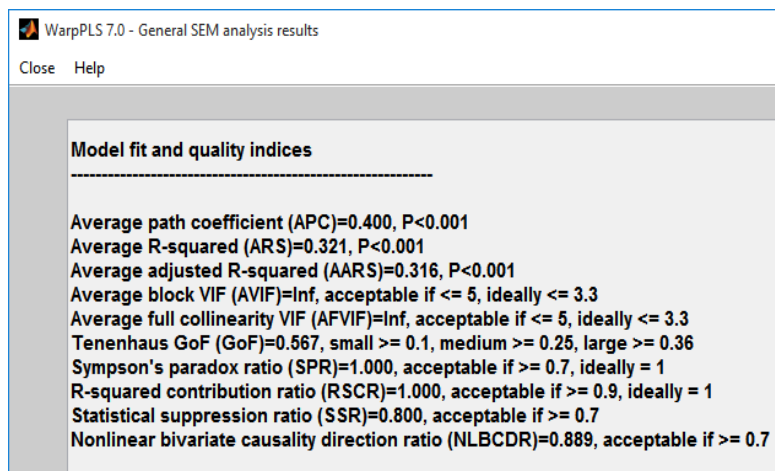 WarpPLS 7.0 - General SEM analysis results
Close Help
Model fit and quality indices
------------------------------------------------------------
Average path coefficient (APC)=0.400, P<0.001
Average R-squared (ARS)=0.321, P<0.001
Average adjusted R-squared (AARS)=0.316, P<0.001
Average block VIF (AVIF)=Inf, acceptable if <= 5, ideally <= 3.3
Average full collinearity VIF (AFVIF)=Inf, acceptable if <= 5, ideally <= 3.3
Tenenhaus GoF (GoF)=0.567, small >= 0.1, medium >= 0.25, large >= 0.36
Sympson's paradox ratio (SPR)=1.000, acceptable if >= 0.7, ideally = 1
R-squared contribution ratio (RSCR)=1.000, acceptable if >= 0.9, ideally = 1
Statistical suppression ratio (SSR)=0.800, acceptable if >= 0.7
Nonlinear bivariate causality direction ratio (NLBCDR)=0.889, acceptable if >= 0.7